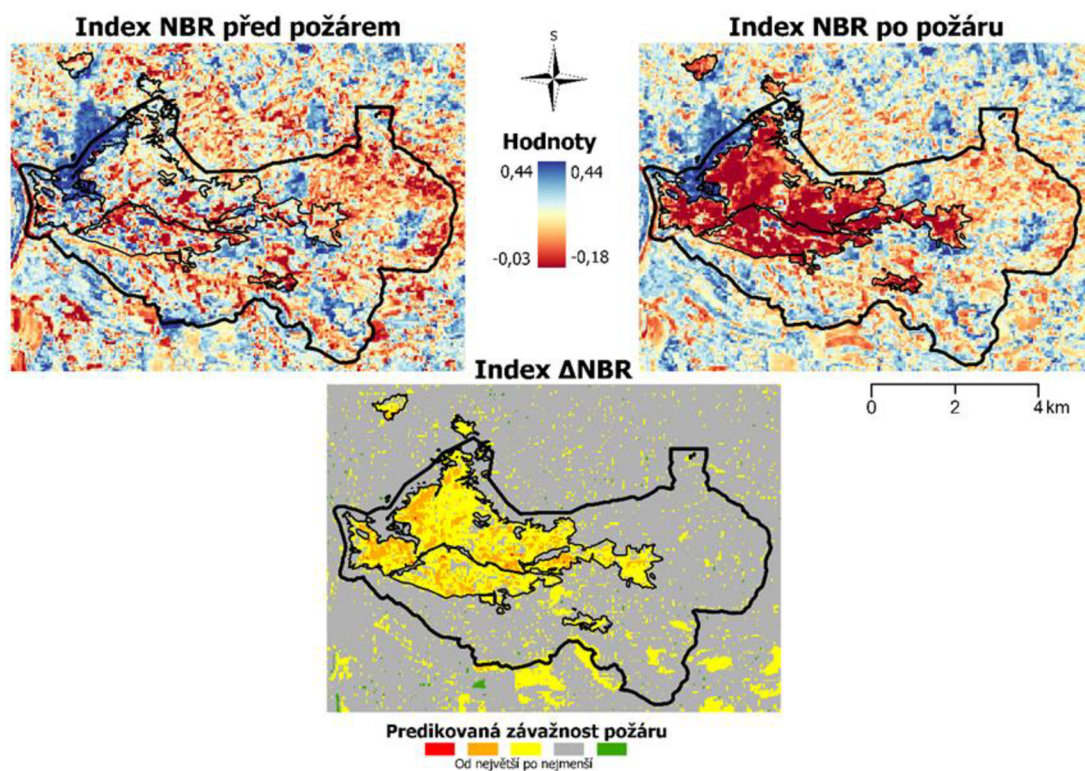 Index NBR před požárem
Index NBR po požáru
S
Hodnoty
0,44 0,44
-0,03 -0,18
Index ΔNBR
0 2 4 km
Predikovaná závažnost požáru
Od největší po nejmenší